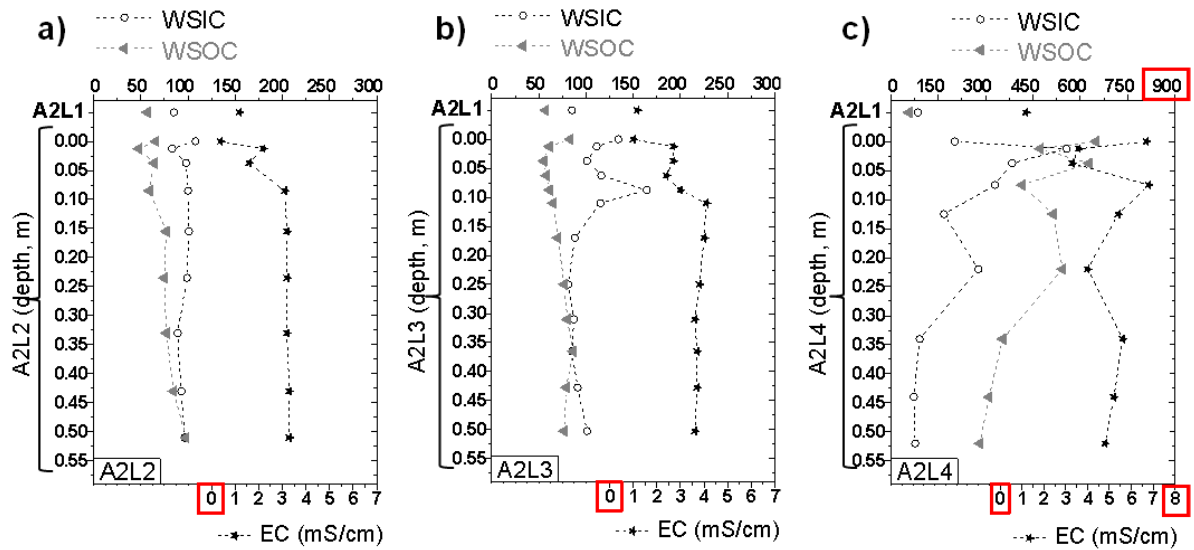 a)
WSIC
WSOC
0 50 100 150 200 250 300
A2L1
0.00
0.05
0.10
0.15
0.20
0.25
0.30
0.35
0.40
0.45
0.50
0.55
A2L2 (depth, m)
A2L2
0 1 2 3 4 5 6 7
EC (mS/cm)
b)
WSIC
WSOC
0 50 100 150 200 250 300
A2L1
0.00
0.05
0.10
0.15
0.20
0.25
0.30
0.35
0.40
0.45
0.50
0.55
A2L3 (depth, m)
A2L3
0 1 2 3 4 5 6 7
EC (mS/cm)
c)
WSIC
WSOC
0 150 300 450 600 750 900
A2L1
0.00
0.05
0.10
0.15
0.20
0.25
0.30
0.35
0.40
0.45
0.50
0.55
A2L4 (depth, m)
A2L4
0 1 2 3 4 5 6 7 8
EC (mS/cm)